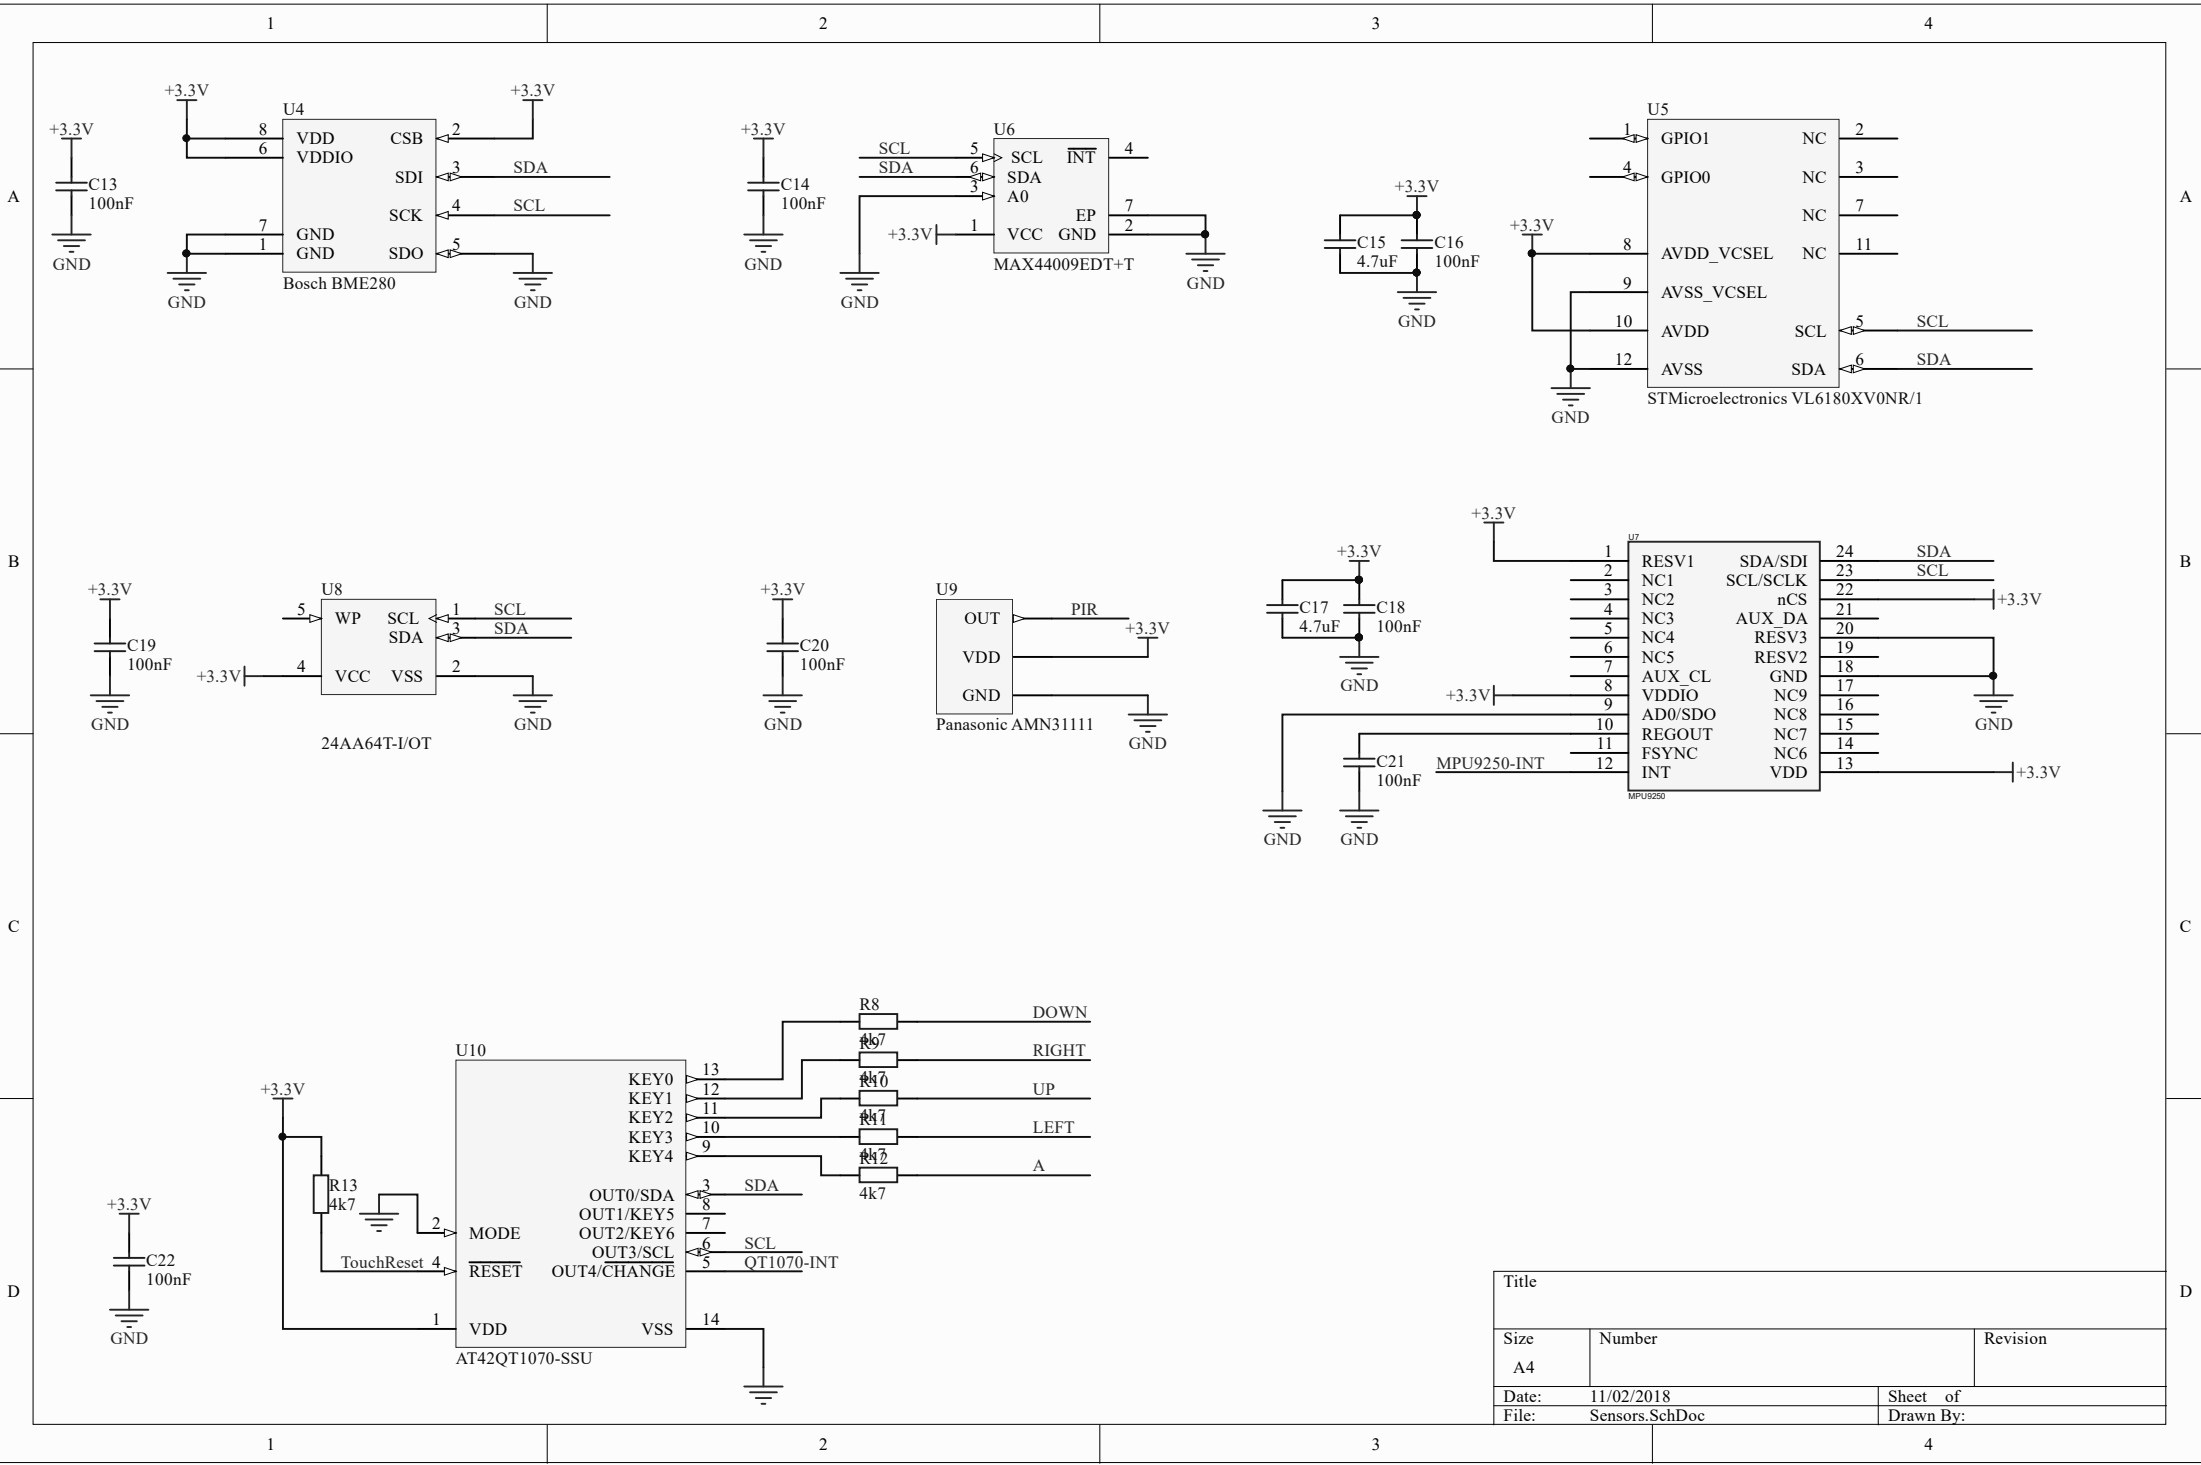 1 2 3 4
A A
B B
C C
D D
+3.3V
C13
100nF
GND
+3.3V
+3.3V
U4
8 VDD CSB 2
6 VDDIO
SDI 3 SDA
SCK 4 SCL
7 GND
1 GND SDO 5
Bosch BME280
GND
GND
+3.3V
C14
100nF
GND
U6
SCL 5 SCL INT 4
SDA 6 SDA
3 A0
EP 7
+3.3V 1 VCC GND 2
MAX44009EDT+T
GND
GND
+3.3V
C15
4.7uF
C16
100nF
GND
U5
1 GPIO1 NC 2
4 GPIO0 NC 3
NC 7
+3.3V
8 AVDD_VCSEL NC 11
9 AVSS_VCSEL
10 AVDD SCL 5 SCL
12 AVSS SDA 6 SDA
STMicroelectronics VL6180XV0NR/1
GND
+3.3V
C19
100nF
GND
U8
5 WP SCL 1 SCL
SDA 3 SDA
+3.3V 4 VCC VSS 2
GND
24AA64T-I/OT
+3.3V
C20
100nF
GND
U9
OUT PIR
VDD +3.3V
GND
Panasonic AMN31111
GND
+3.3V
C17
4.7uF
C18
100nF
GND
+3.3V
U7
1 RESV1 SDA/SDI 24 SDA
2 NC1 SCL/SCLK 23 SCL
3 NC2 nCS 22 +3.3V
4 NC3 AUX_DA 21
5 NC4 RESV3 20
6 NC5 RESV2 19
7 AUX_CL GND 18
+3.3V 8 VDDIO NC9 17
9 AD0/SDO NC8 16
10 REGOUT NC7 15
11 FSYNC NC6 14
MPU9250-INT 12 INT VDD 13 +3.3V
MPU9250
GND
C21
100nF
GND
GND
+3.3V
C22
100nF
GND
+3.3V
R13
4k7
U10
KEY0 13
KEY1 12
KEY2 11
KEY3 10
KEY4 9
OUT0/SDA 3 SDA
OUT1/KEY5 8
2 MODE OUT2/KEY6 7
OUT3/SCL 6 SCL
TouchReset 4 RESET OUT4/CHANGE 5 QT1070-INT
1 VDD VSS 14
AT42QT1070-SSU
R8 DOWN
4k7
R9 RIGHT
4k7
R10 UP
4k7
R11 LEFT
4k7
R12 A
4k7
Title
Size Number Revision
A4
Date: 11/02/2018 Sheet of
File: Sensors.SchDoc Drawn By:
1 2 3 4